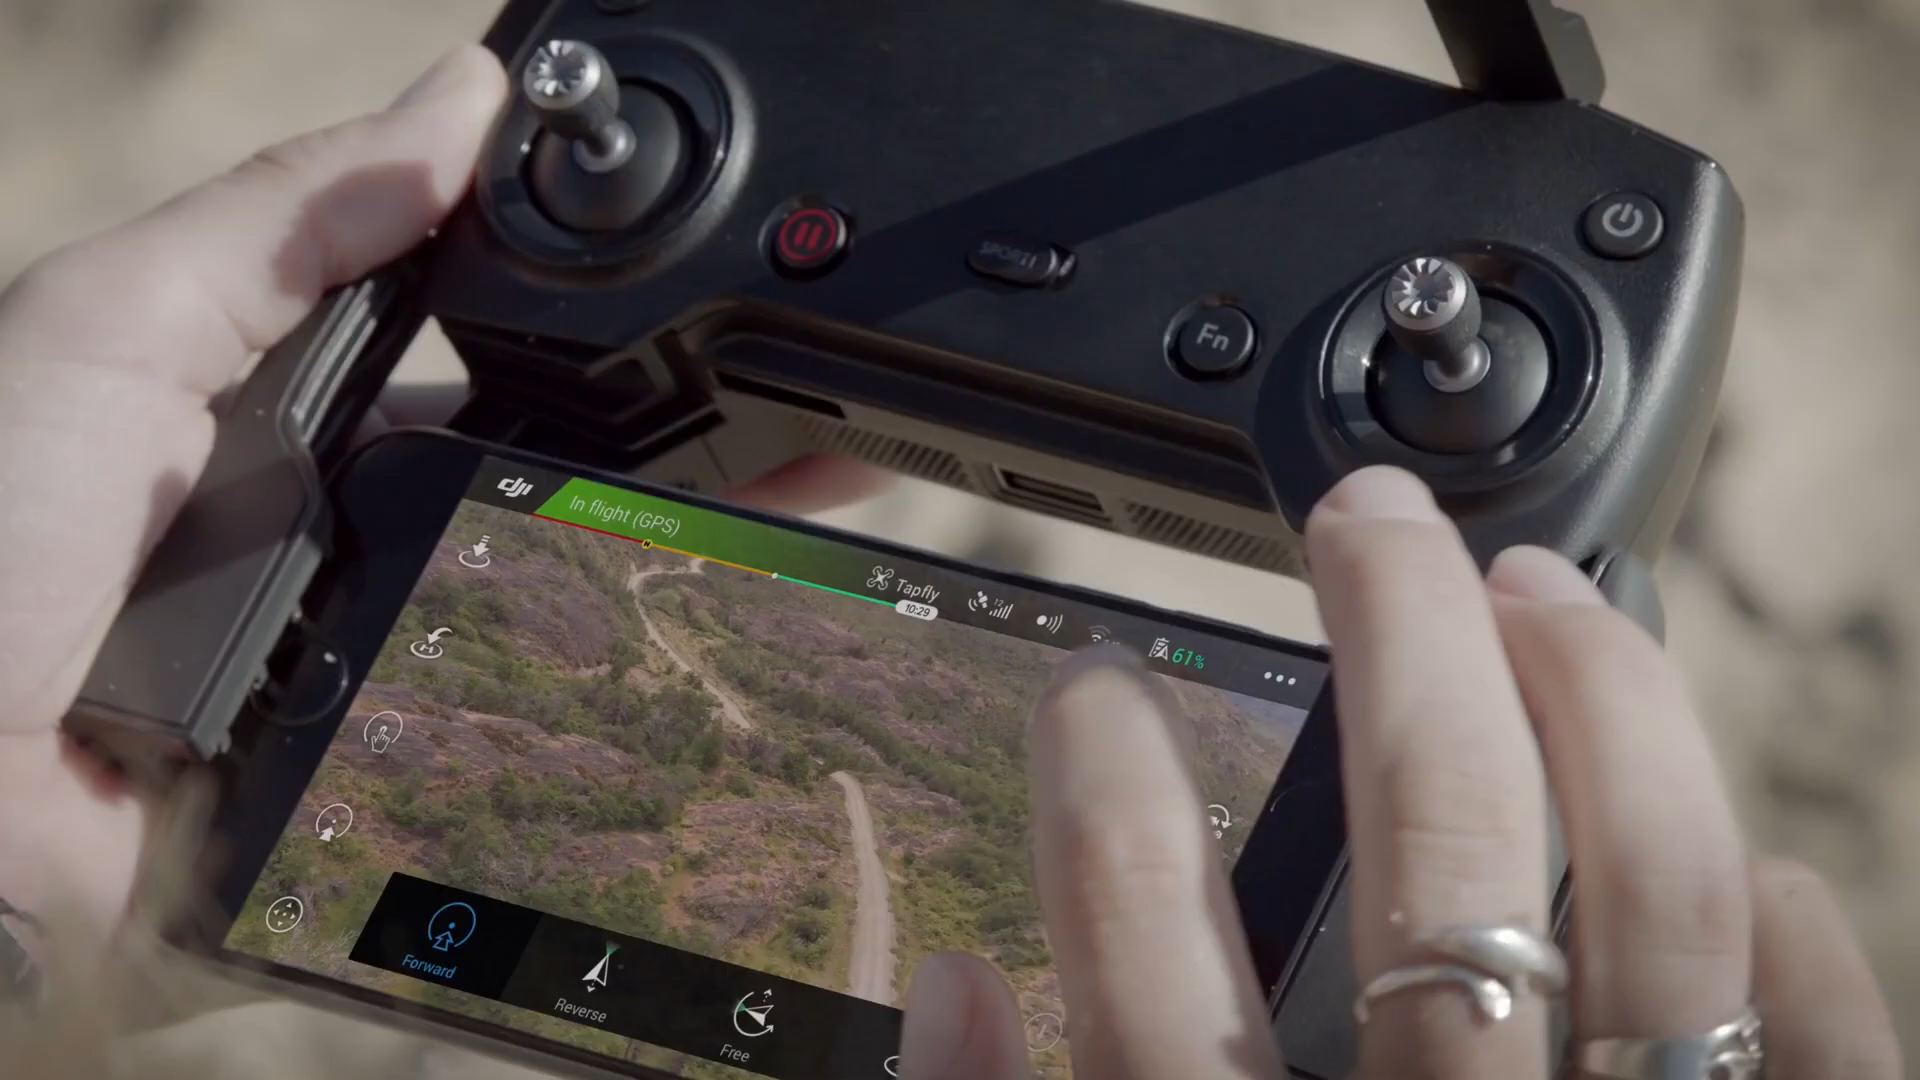 SPORT
Fn
dji
In flight (GPS)
Tapfly
10:29
12
61%
Forward
Reverse
Free